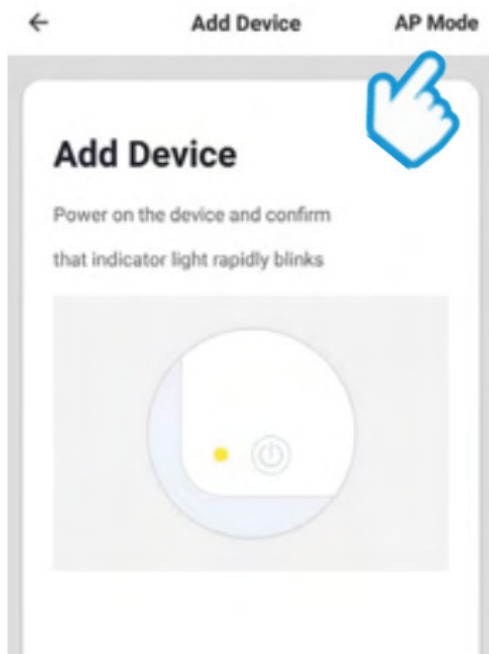 Add Device
AP Mode
Add Device
Power on the device and confirm
that indicator light rapidly blinks